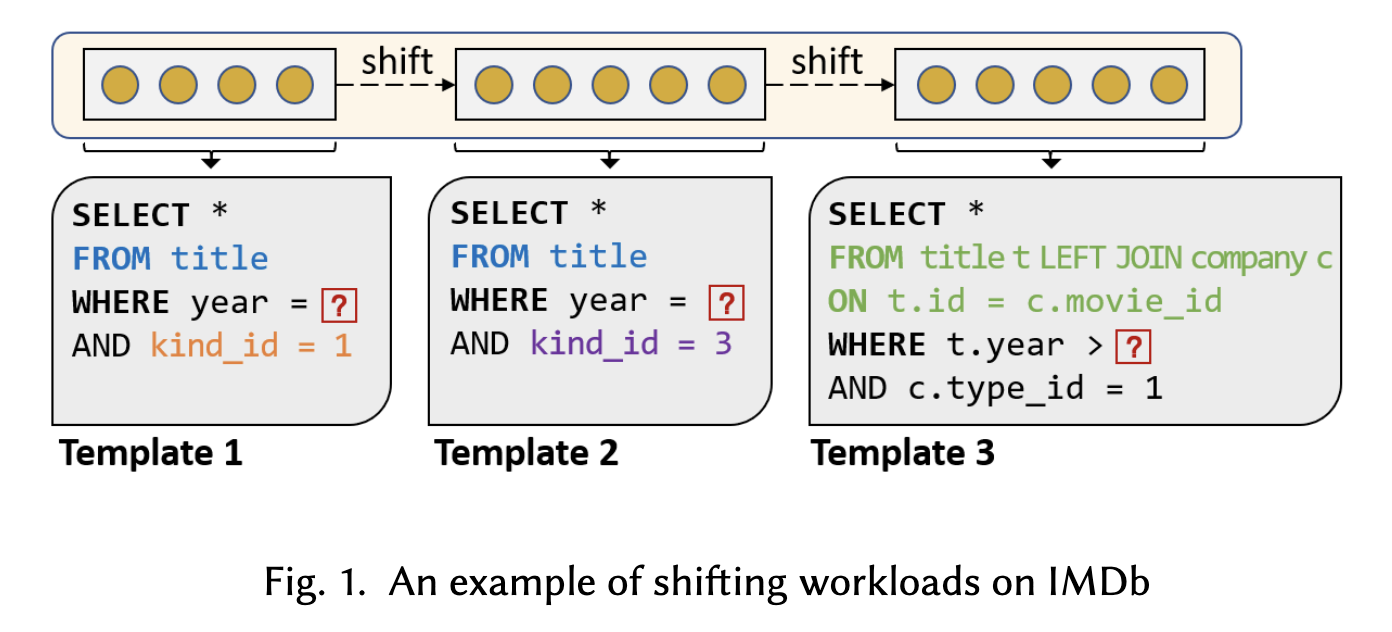 shift
shift
SELECT *
FROM title
WHERE year = ?
AND kind_id = 1
Template 1
SELECT *
FROM title
WHERE year = ?
AND kind_id = 3
Template 2
SELECT *
FROM title t LEFT JOIN company c
ON t.id = c.movie_id
WHERE t.year > ?
AND c.type_id = 1
Template 3
Fig. 1. An example of shifting workloads on IMDb